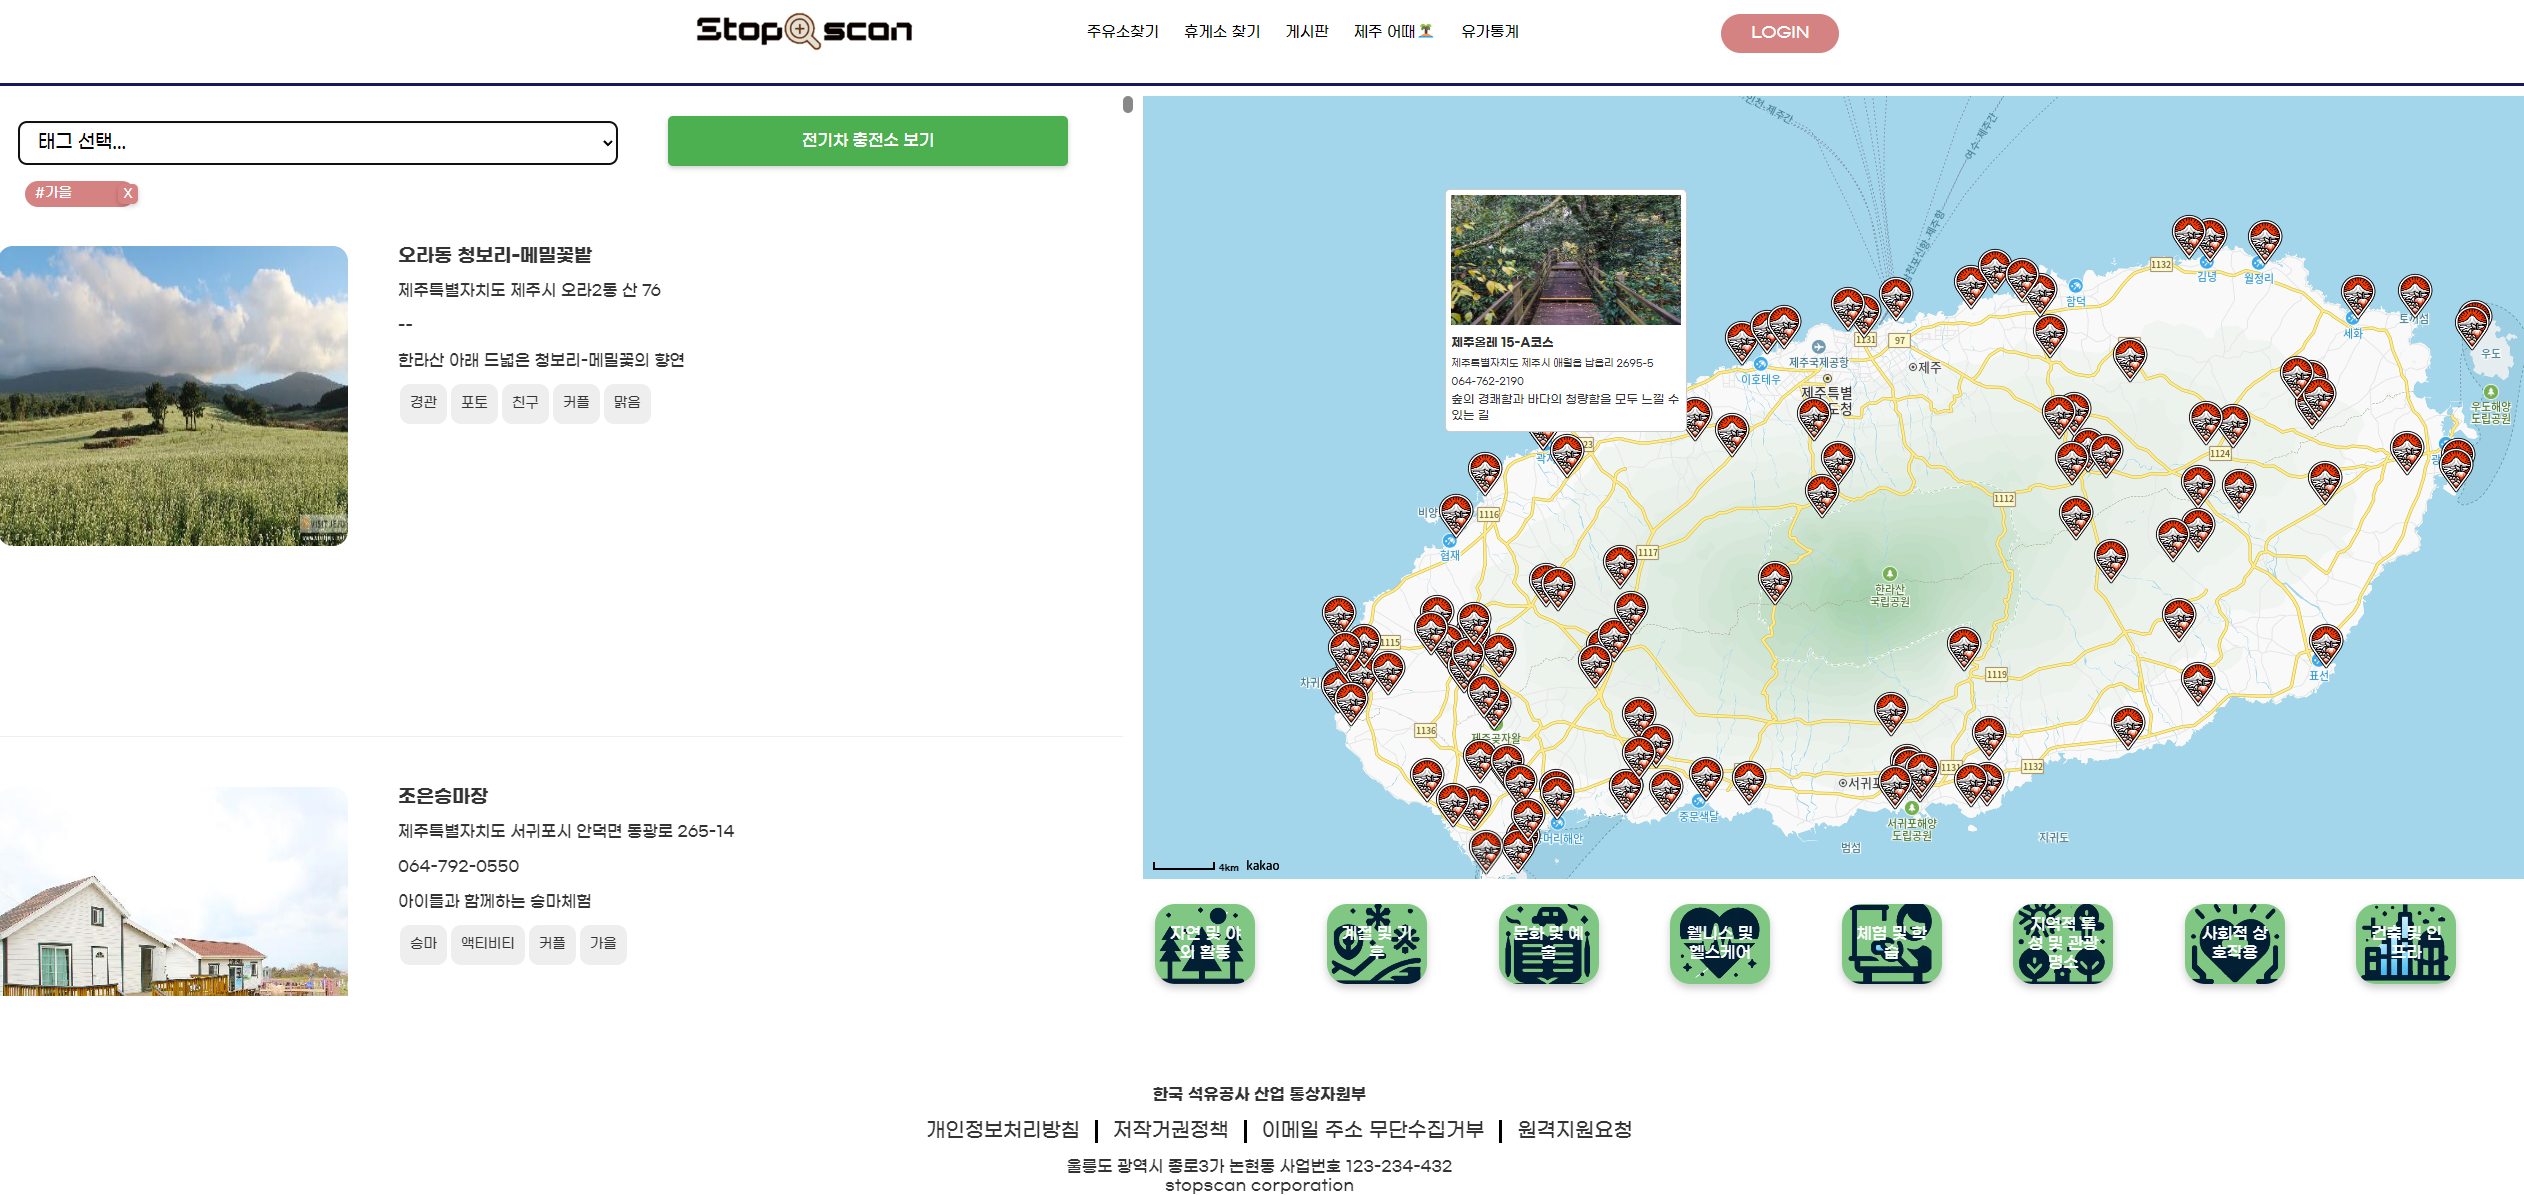 Stop scan
주유소찾기
휴게소 찾기
게시판
제주 어때
유가통계
LOGIN
태그 선택...
전기차 충전소 보기
#가을 X
오라동 청보리-메밀꽃밭
제주특별자치도 제주시 오라2동 산 76
--
한라산 아래 드넓은 청보리-메밀꽃의 향연
경관 포토 친구 커플 맑음
VISIT JEJU
조은승마장
제주특별자치도 서귀포시 안덕면 동광로 265-14
064-792-0550
아이들과 함께하는 승마체험
승마 액티비티 커플 가을
여수-제주간
제주올레 15-A코스
제주특별자치도 제주시 애월읍 납읍리 2695-5
064-762-2190
숲의 경쾌함과 바다의 청량함을 모두 느낄 수
있는 길
1132
김녕
월정리
함덕
세화
우도
우도해양
도립공원
1131
97
제주국제공항
이호테우
제주
제주특별
1124
1112
1116
협재
1117
한라산
국립공원
1115
1119
표선
1136
제주곶자왈
1132
중문색달
서귀포해양
도립공원
범섬
지귀도
4km
kakao
자연 및 야
외 활동
계절 및 기
후
문화 및 예
술
웰니스 및
헬스케어
체험 및 학
습
지역적 특
성 및 관광
명소
사회적 상
호작용
건축 및 인
프라
한국 석유공사 산업 통상자원부
개인정보처리방침 | 저작거권정책 | 이메일 주소 무단수집거부 | 원격지원요청
울릉도 광역시 종로3가 논현동 사업번호 123-234-432
stopscan corporation